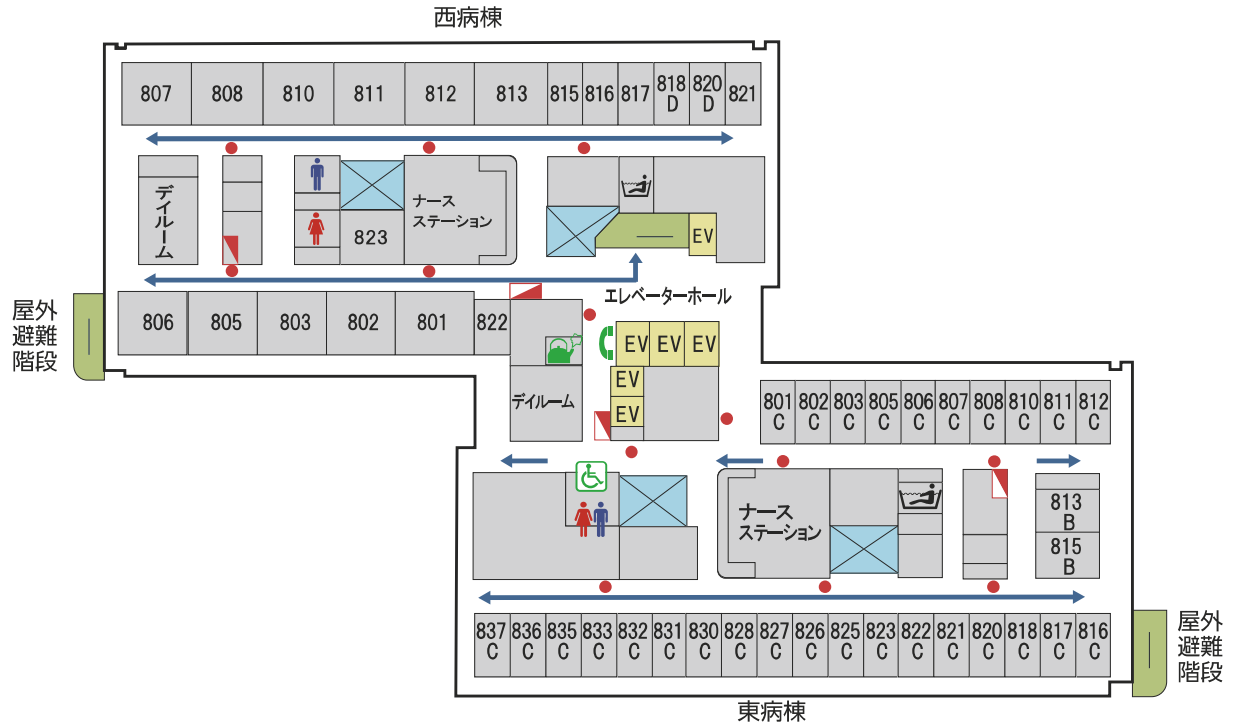 西病棟
807
808
810
811
812
813
815
816
817
818
D
820
D
821
デイルーム
823
ナース
ステーション
EV
屋外
避難
階段
806
805
803
802
801
822
エレベーターホール
EV
EV
EV
EV
EV
デイルーム
801
C
802
C
803
C
805
C
806
C
807
C
808
C
810
C
811
C
812
C
ナース
ステーション
813
B
815
B
837
C
836
C
835
C
833
C
832
C
831
C
830
C
828
C
827
C
826
C
825
C
823
C
822
C
821
C
820
C
818
C
817
C
816
C
屋外
避難
階段
東病棟